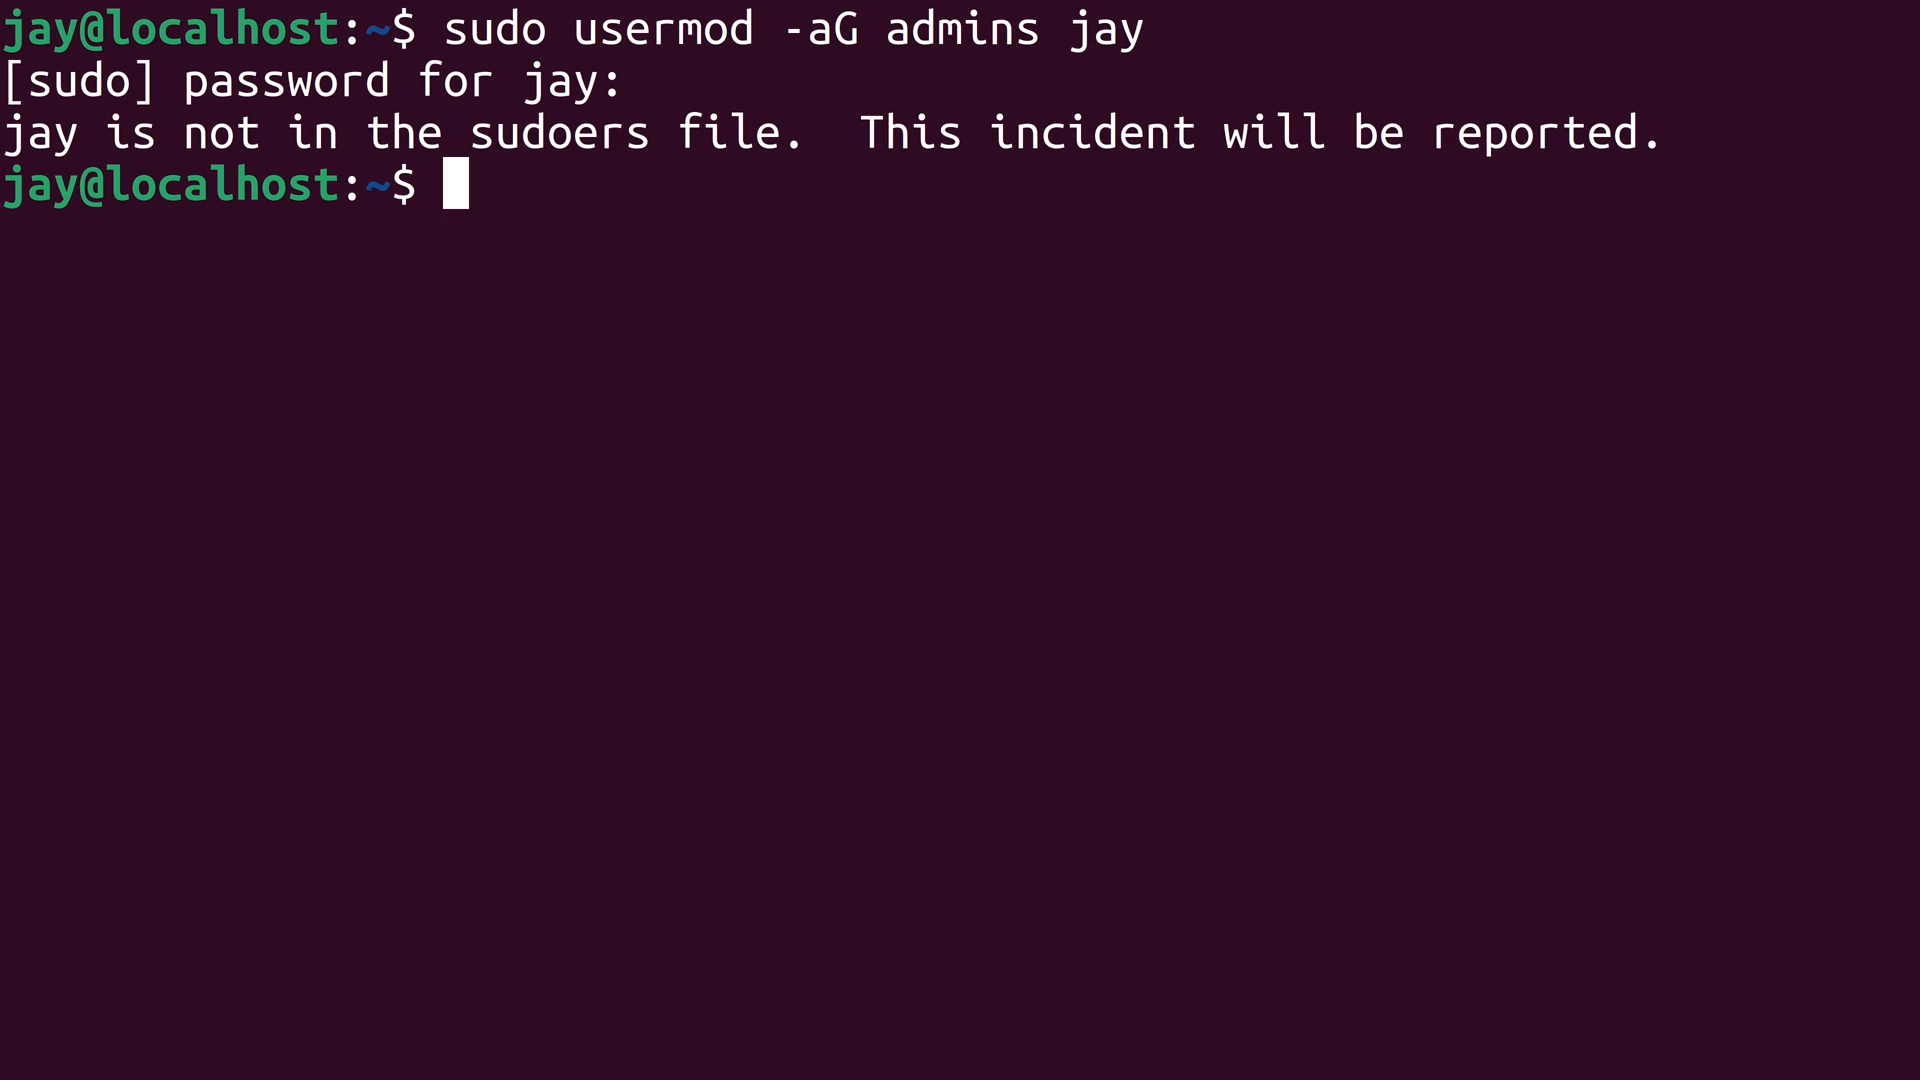 jay@localhost:~$ sudo usermod -aG admins jay
[sudo] password for jay:
jay is not in the sudoers file.  This incident will be reported.
jay@localhost:~$